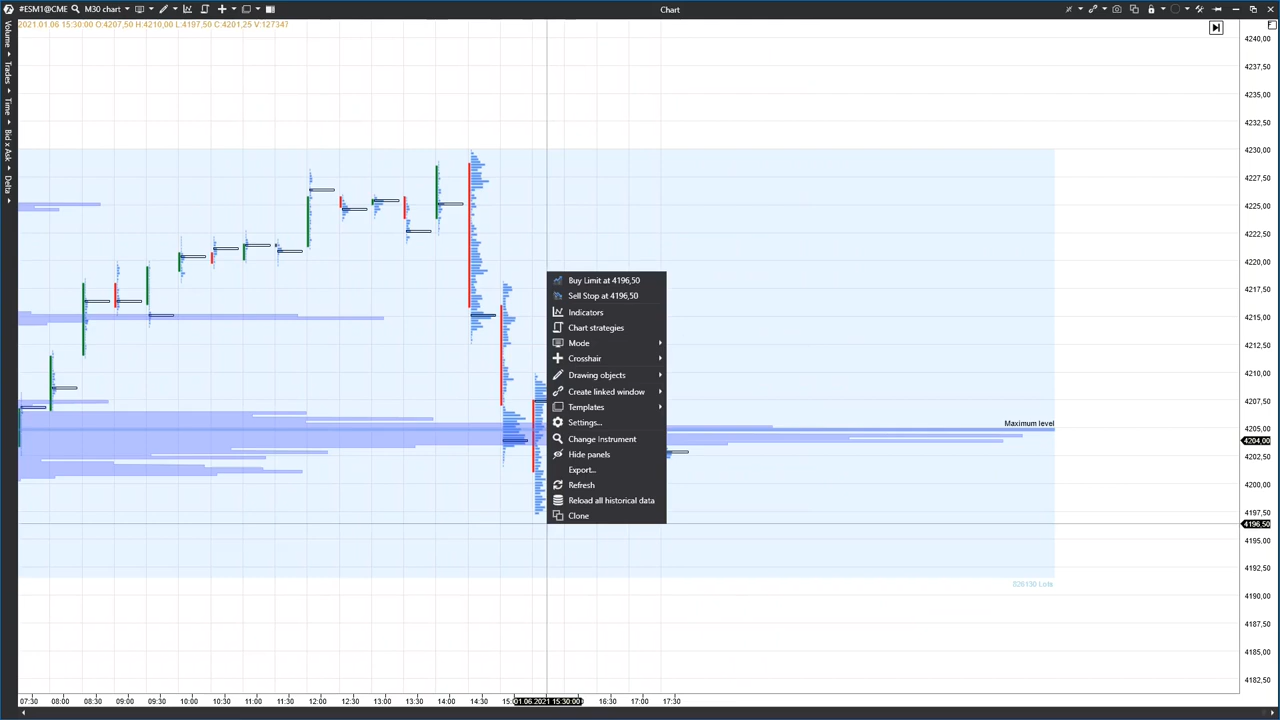 #ESM1@CME M30 chart Chart
2021.01.06 15:30:00 O:4207,50 H:4210,00 L:4197,50 C:4201,25 V:127347
Volume
Trades
Time
Bid x Ask
Delta
4240,00
4237,50
4235,00
4232,50
4230,00
4227,50
4225,00
4222,50
4220,00
4217,50
4215,00
4212,50
4210,00
4207,50
4205,00
4204,00
4202,50
4200,00
4197,50
4196,50
4195,00
4192,50
4190,00
4187,50
4185,00
4182,50
Buy Limit at 4196,50
Sell Stop at 4196,50
Indicators
Chart strategies
Mode
Crosshair
Drawing objects
Create linked window
Templates
Settings...
Change Instrument
Hide panels
Export...
Refresh
Reload all historical data
Clone
Maximum level
826130 Lots
07:30 08:00 08:30 09:00 09:30 10:00 10:30 11:00 11:30 12:00 12:30 13:00 13:30 14:00 14:30 15: 01.06.2021 15:30:00 16:30 17:00 17:30